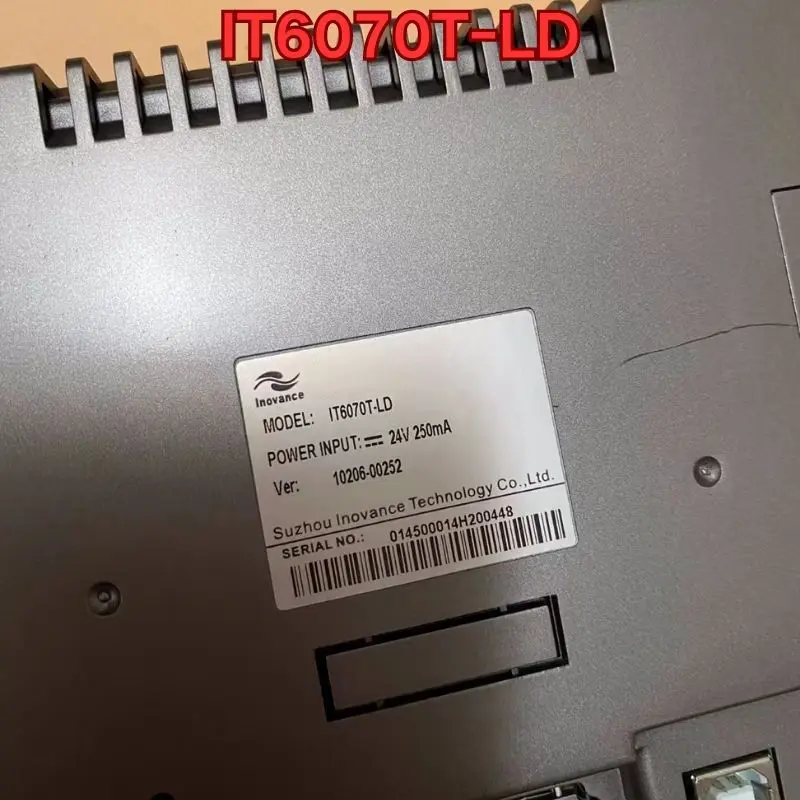 IT6070T-LD
Inovance
MODEL: IT6070T-LD
POWER INPUT: 24V 250mA
Ver: 10206-00252
Suzhou Inovance Technology Co.,Ltd.
SERIAL NO.: 014500014H200448